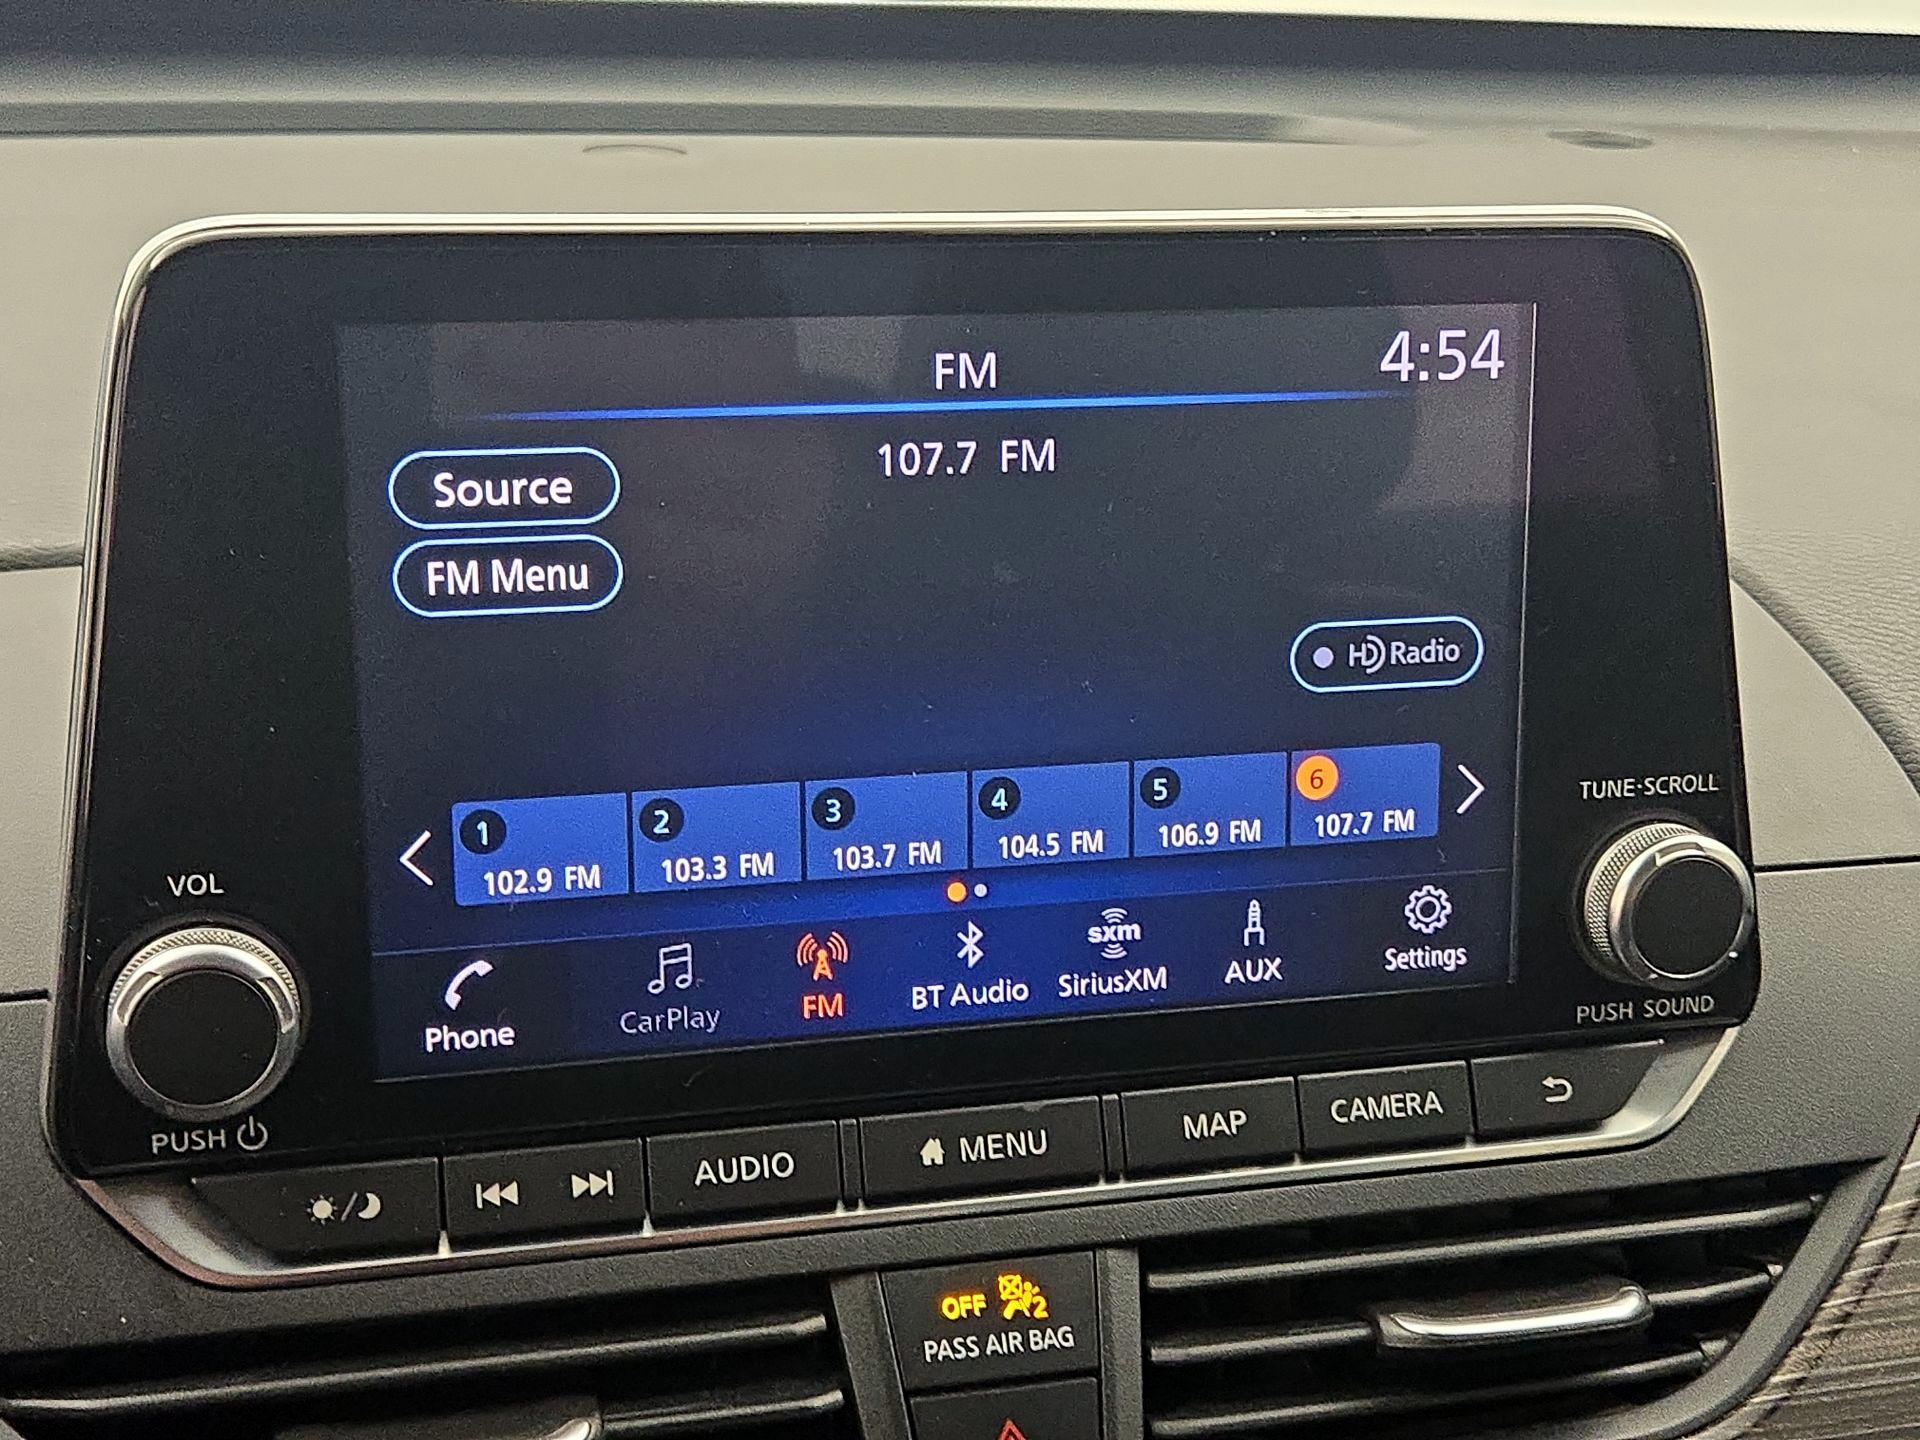 FM
4:54
107.7 FM
Source
FM Menu
HD Radio
1
102.9 FM
2
103.3 FM
3
103.7 FM
4
104.5 FM
5
106.9 FM
6
107.7 FM
Phone
CarPlay
FM
BT Audio
sxm
SiriusXM
AUX
Settings
VOL
PUSH
TUNE·SCROLL
PUSH SOUND
AUDIO
MENU
MAP
CAMERA
OFF 2
PASS AIR BAG